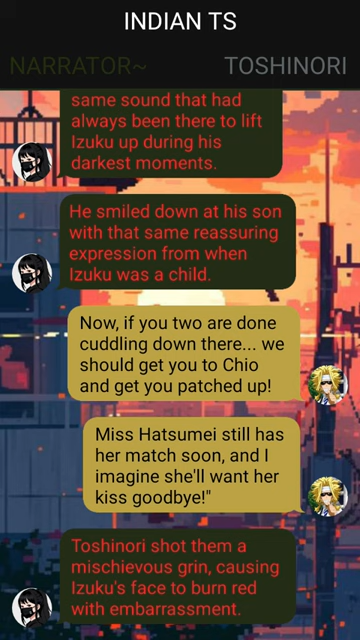 INDIAN TS
NARRATOR~
TOSHINORI
same sound that had
always been there to lift
Izuku up during his
darkest moments.
He smiled down at his son
with that same reassuring
expression from when
Izuku was a child.
Now, if you two are done
cuddling down there... we
should get you to Chio
and get you patched up!
Miss Hatsumei still has
her match soon, and I
imagine she'll want her
kiss goodbye!"
Toshinori shot them a
mischievous grin, causing
Izuku's face to burn red
with embarrassment.